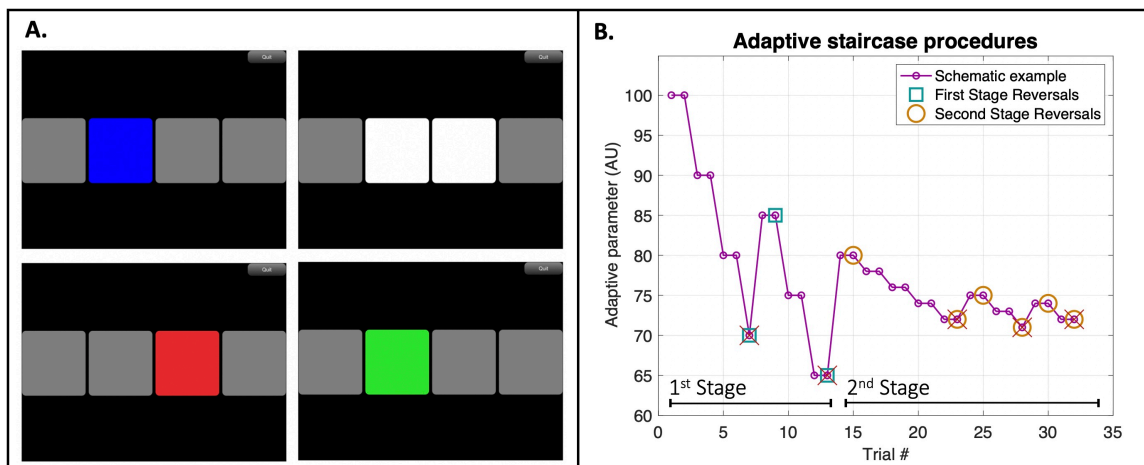 A.
Quit
Quit
Quit
Quit
B.
Adaptive staircase procedures
Schematic example
First Stage Reversals
Second Stage Reversals
Adaptive parameter (AU)
100
95
90
85
80
75
70
65
60
1st Stage
2nd Stage
0 5 10 15 20 25 30 35
Trial #